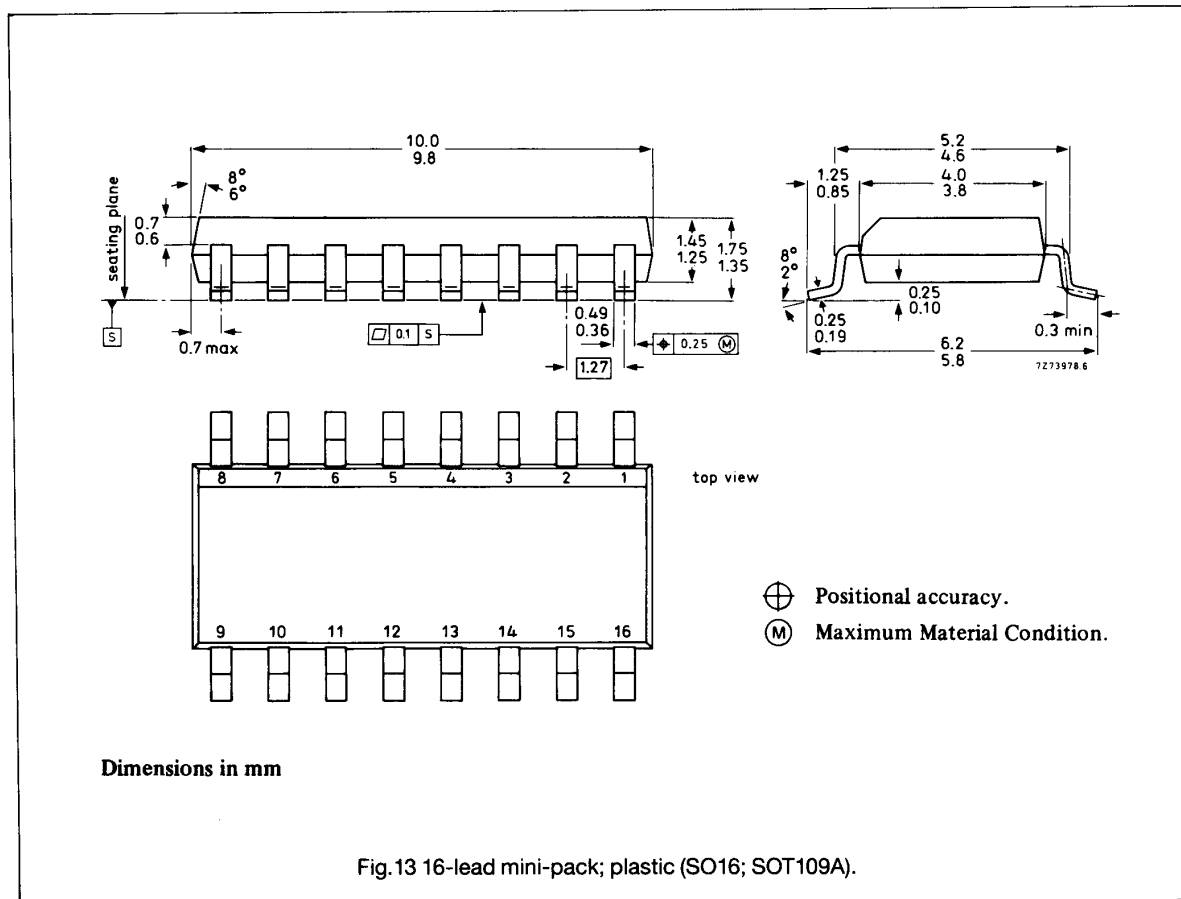 10.0
9.8
8°
6°
seating plane
0.7
0.6
1.45
1.25
1.75
1.35
S
0.7 max
0.1 S
0.49
0.36
0.25 M
1.27
5.2
4.6
1.25
0.85
4.0
3.8
8°
2°
0.25
0.10
0.25
0.19
0.3 min
6.2
5.8
7Z73978.6
8 7 6 5 4 3 2 1
top view
9 10 11 12 13 14 15 16
Positional accuracy.
M Maximum Material Condition.
Dimensions in mm
Fig.13 16-lead mini-pack; plastic (SO16; SOT109A).